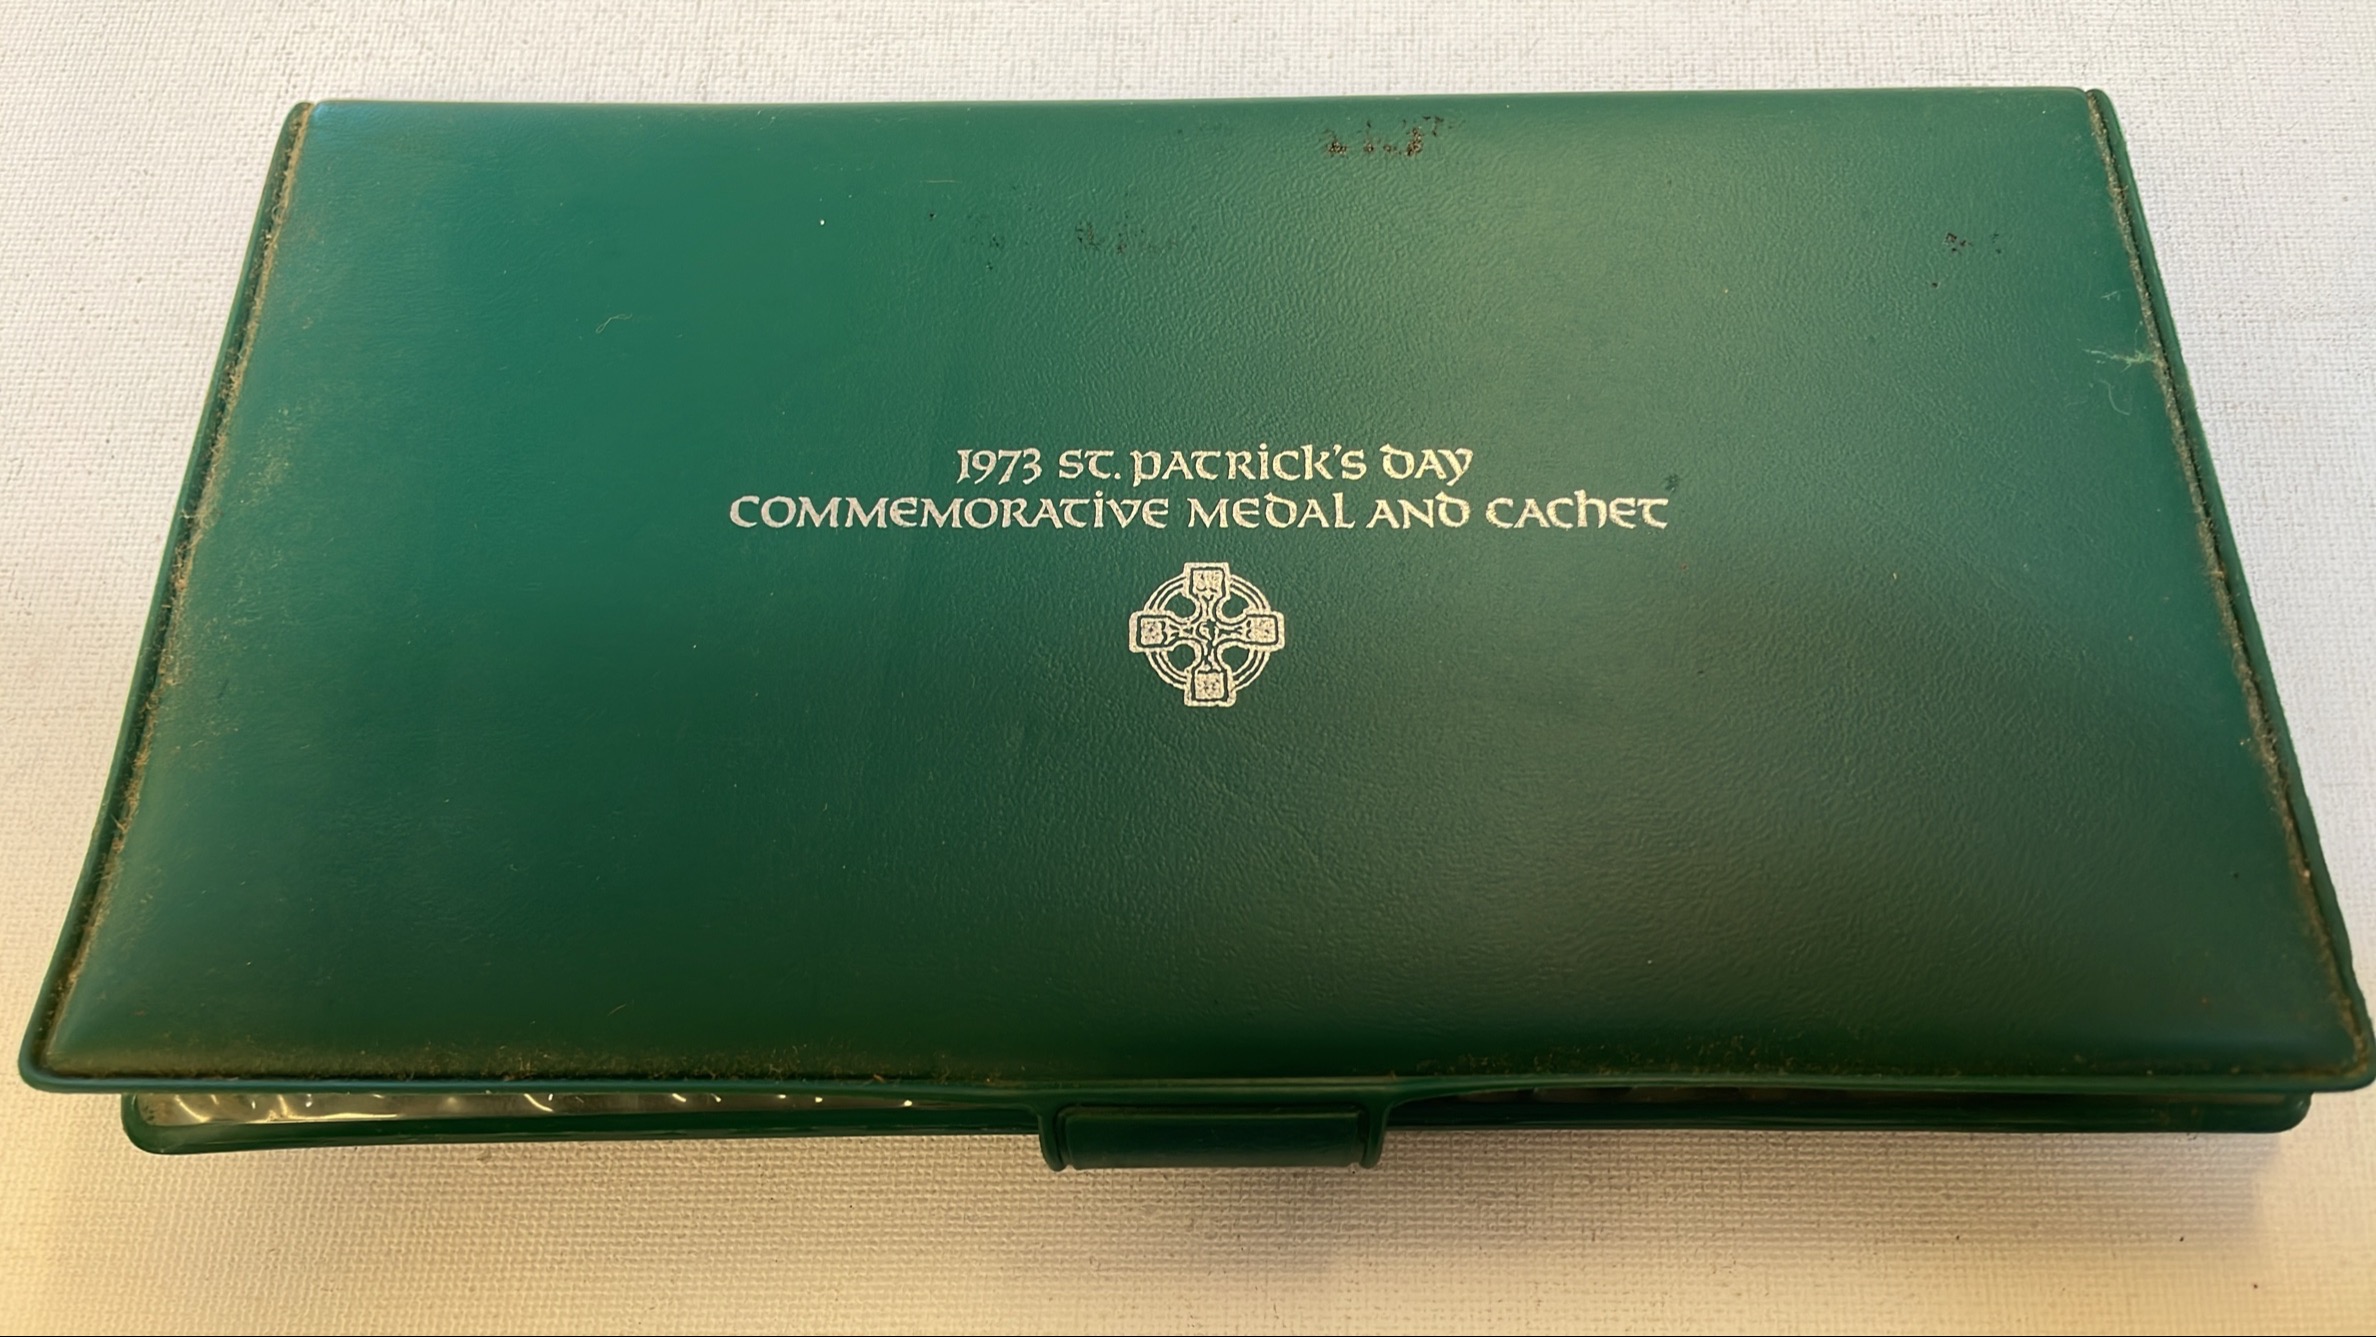 1973 ST. PATRICK'S DAY
COMMEMORATIVE MEDAL AND CACHET